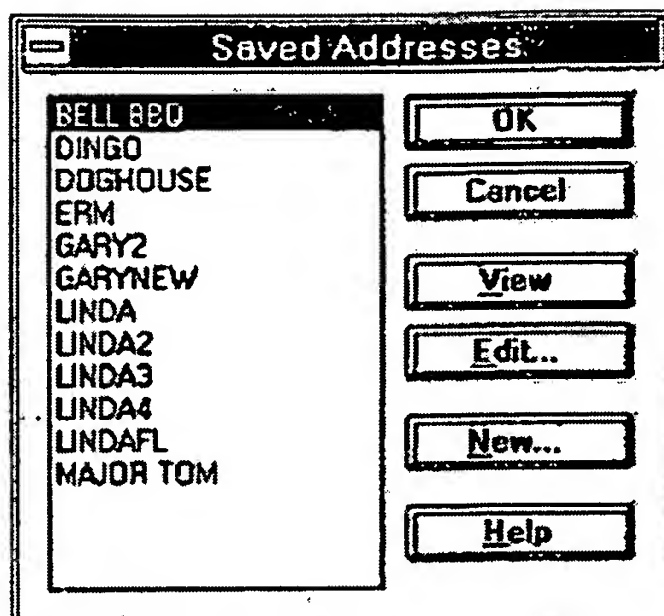 Saved Addresses
BELL BBQ
DINGO
DOGHOUSE
ERM
GARY2
GARYNEW
LINDA
LINDA2
LINDA3
LINDA4
LINDAFL
MAJOR TOM
OK
Cancel
View
Edit...
New...
Help